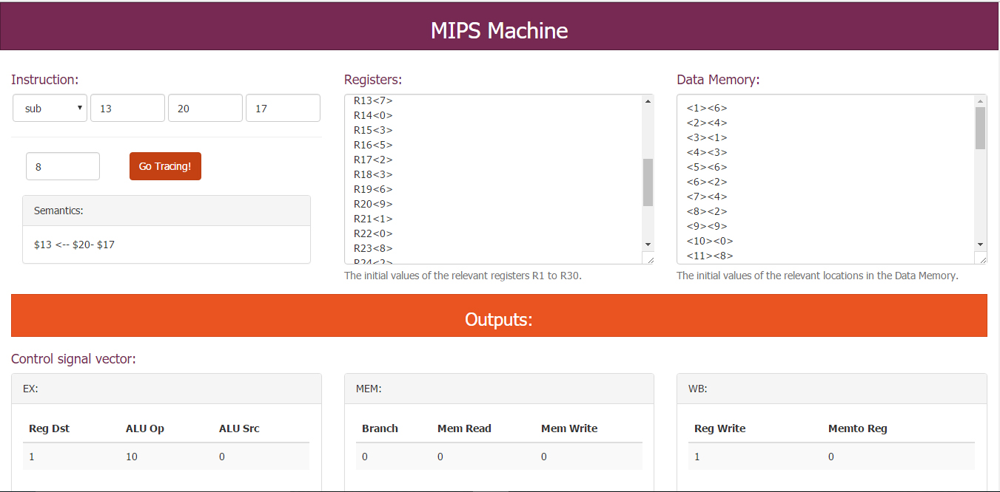 MIPS Machine
Instruction:
sub 13 20 17
8 Go Tracing!
Semantics:
$13 <-- $20- $17
Registers:
R13<7>
R14<0>
R15<3>
R16<5>
R17<2>
R18<3>
R19<6>
R20<9>
R21<1>
R22<0>
R23<8>
R24<2>
The initial values of the relevant registers R1 to R30.
Data Memory:
<1><6>
<2><4>
<3><1>
<4><3>
<5><6>
<6><2>
<7><4>
<8><2>
<9><9>
<10><0>
<11><8>
The initial values of the relevant locations in the Data Memory.
Outputs:
Control signal vector:
EX:
Reg Dst ALU Op ALU Src
1 10 0
MEM:
Branch Mem Read Mem Write
0 0 0
WB:
Reg Write Memto Reg
1 0